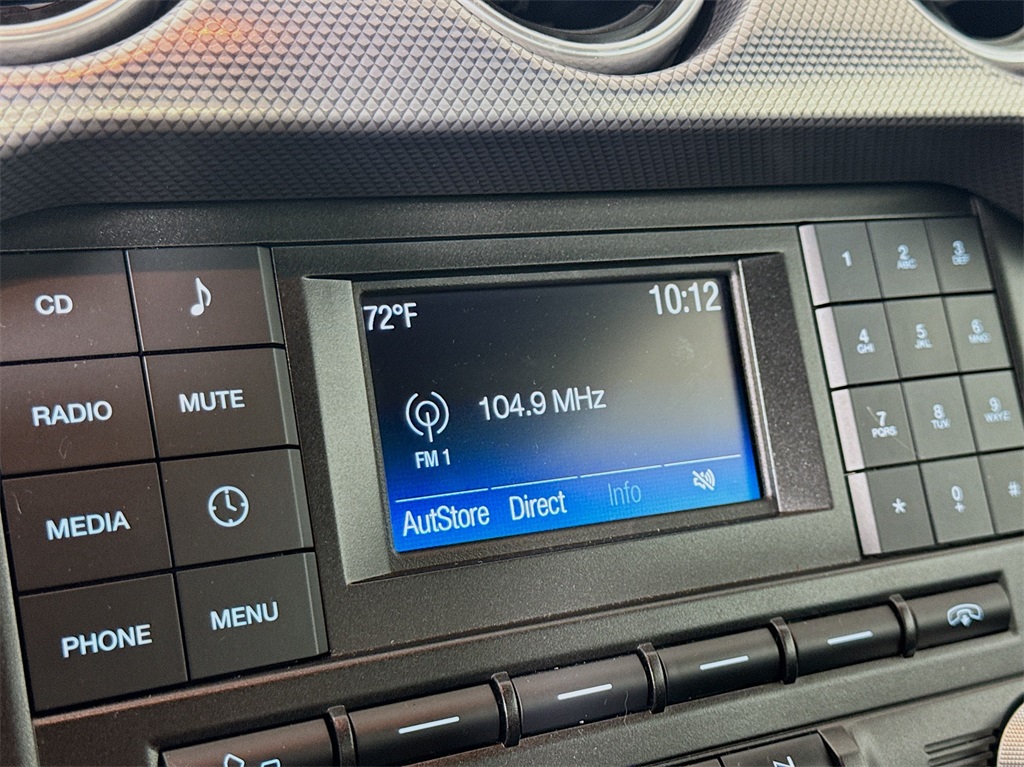 CD
RADIO
MUTE
MEDIA
PHONE
MENU
72°F
10:12
104.9 MHz
FM 1
AutStore Direct Info
1
2
ABC
3
DEF
4
GHI
5
JKL
6
MNO
7
PQRS
8
TUV
9
WXYZ
*
0
+
#